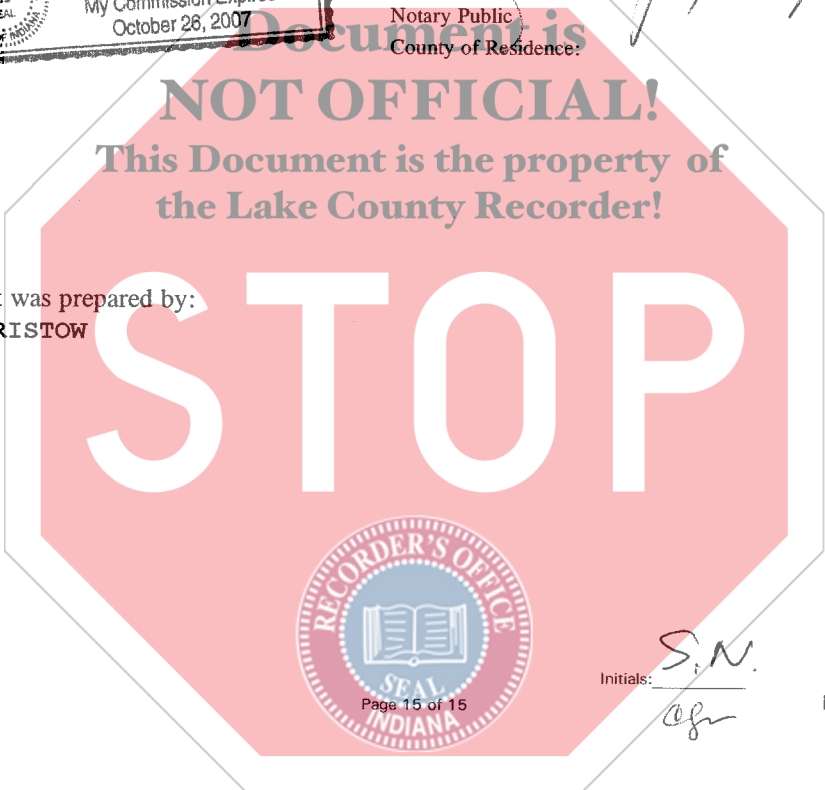 EAL
My Commission Expires
October 26, 2007
Notary Public
County of Residence:
Document is
NOT OFFICIAL!
This Document is the property of
the Lake County Recorder!
t was prepared by:
RISTOW
STOP
RECORDER'S OFFICE
SEAL
INDIANA
Page 15 of 15
Initials: S.N.